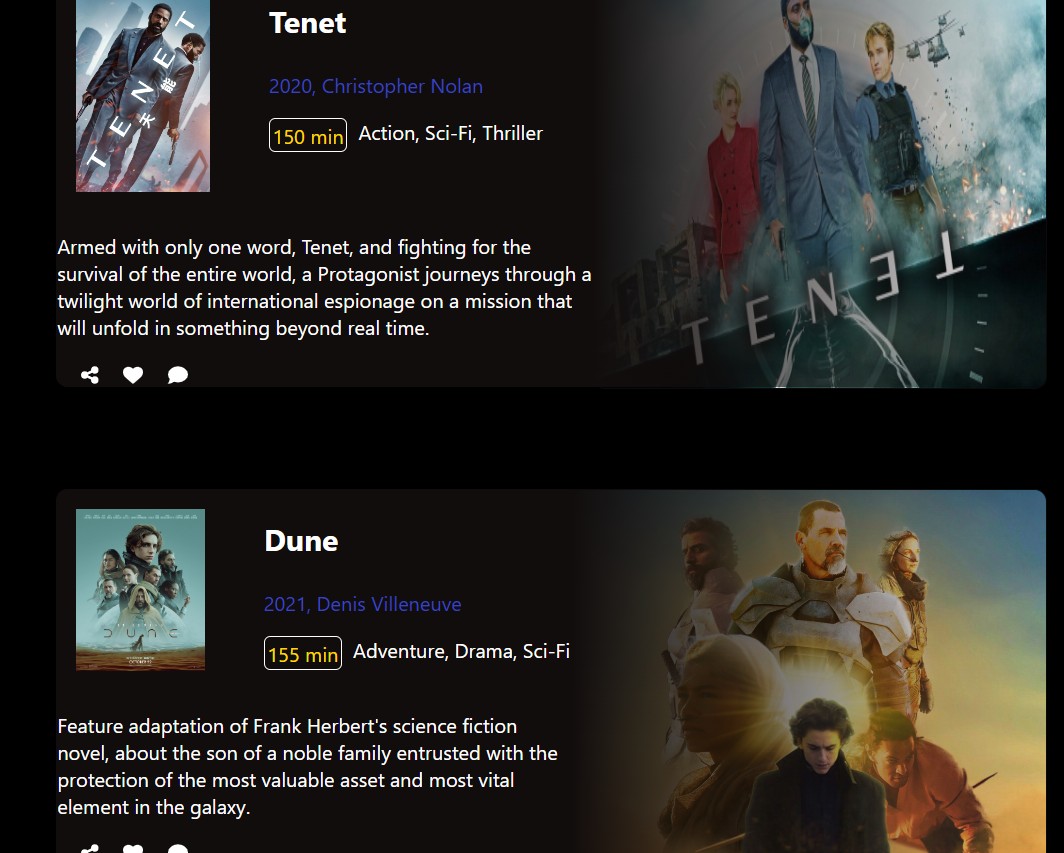 TENET
天能
Tenet
2020, Christopher Nolan
150 min
Action, Sci-Fi, Thriller
Armed with only one word, Tenet, and fighting for the
survival of the entire world, a Protagonist journeys through a
twilight world of international espionage on a mission that
will unfold in something beyond real time.
TENET
Dune
2021, Denis Villeneuve
155 min
Adventure, Drama, Sci-Fi
DUNE
Feature adaptation of Frank Herbert's science fiction
novel, about the son of a noble family entrusted with the
protection of the most valuable asset and most vital
element in the galaxy.